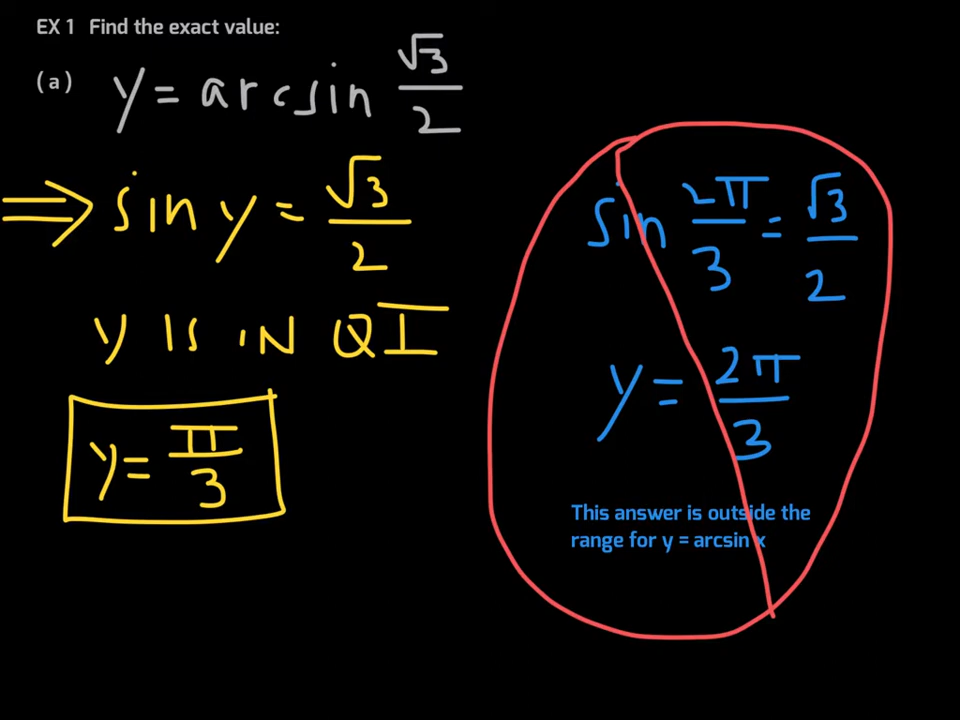 EX 1 Find the exact value:
(a) y = arcsin √3/2
⇒ sin y = √3/2
y IS IN QI
y = π/3
sin 2π/3 = √3/2
y = 2π/3
This answer is outside the
range for y = arcsin x